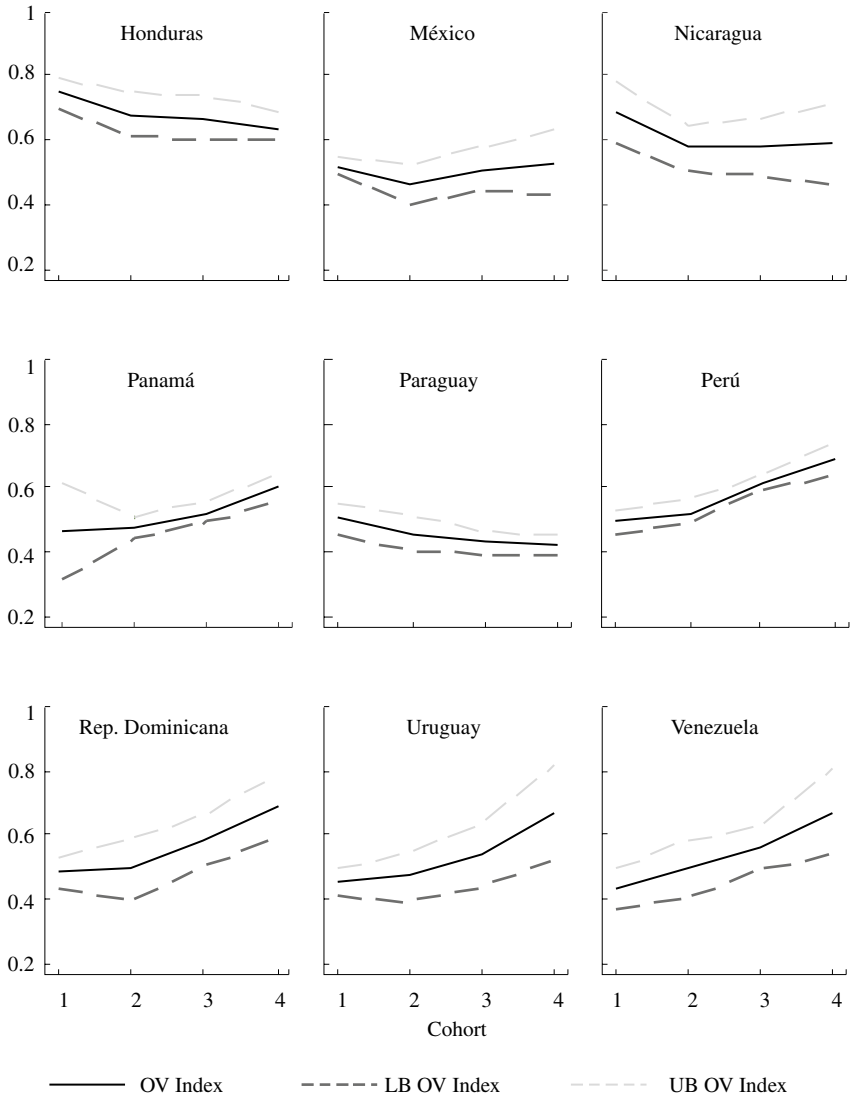 1
Honduras México Nicaragua
0.8
0.6
0.4
0.2
1
Panamá Paraguay Perú
0.8
0.6
0.4
0.2
1
Rep. Dominicana Uruguay Venezuela
0.8
0.6
0.4
0.2
1 2 3 4 1 2 3 4 1 2 3 4
Cohort
OV Index LB OV Index UB OV Index